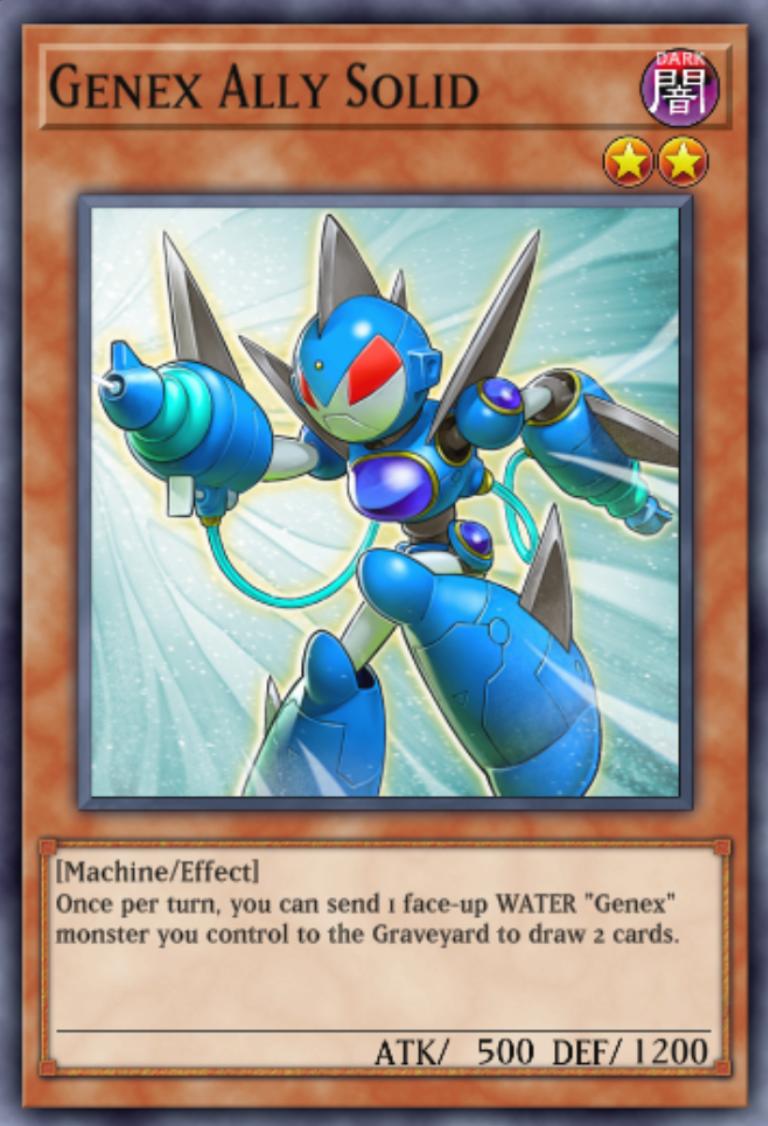 Genex Ally Solid
DARK
闇
[Machine/Effect]
Once per turn, you can send 1 face-up WATER "Genex"
monster you control to the Graveyard to draw 2 cards.
ATK/ 500 DEF/ 1200